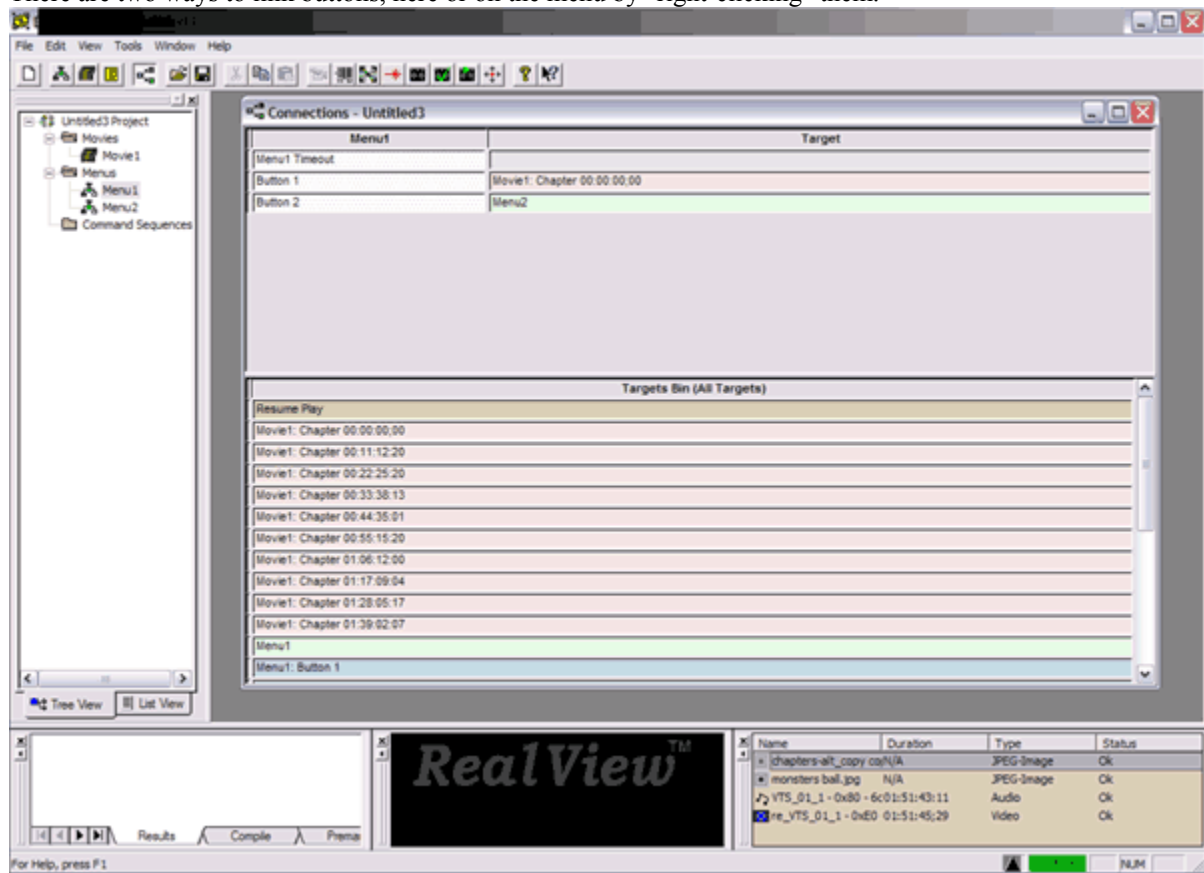 There are two ways to link buttons, here or on the menu by "right-clicking" them.
File Edit View Tools Window Help
Untitled3 Project
Movies
Movie1
Menus
Menu1
Menu2
Command Sequences
Connections - Untitled3
Menu1 Target
Menu1 Timeout
Button 1 Movie1: Chapter 00:00:00;00
Button 2 Menu2
Targets Bin (All Targets)
Resume Play
Movie1: Chapter 00:00:00;00
Movie1: Chapter 00:11:12:20
Movie1: Chapter 00:22:25:20
Movie1: Chapter 00:33:38:13
Movie1: Chapter 00:44:35:01
Movie1: Chapter 00:55:15:20
Movie1: Chapter 01:06:12:00
Movie1: Chapter 01:17:09:04
Movie1: Chapter 01:28:05:17
Movie1: Chapter 01:39:02:07
Menu1
Menu1: Button 1
Tree View List View
Results Compile Prema
RealView™
Name Duration Type Status
chapters-alt_copy co N/A JPEG-Image Ok
monsters ball.jpg N/A JPEG-Image Ok
VTS_01_1 - 0x80 - 6c 01:51:43:11 Audio Ok
re_VTS_01_1 - 0xE0 01:51:45;29 Video Ok
For Help, press F1
NUM